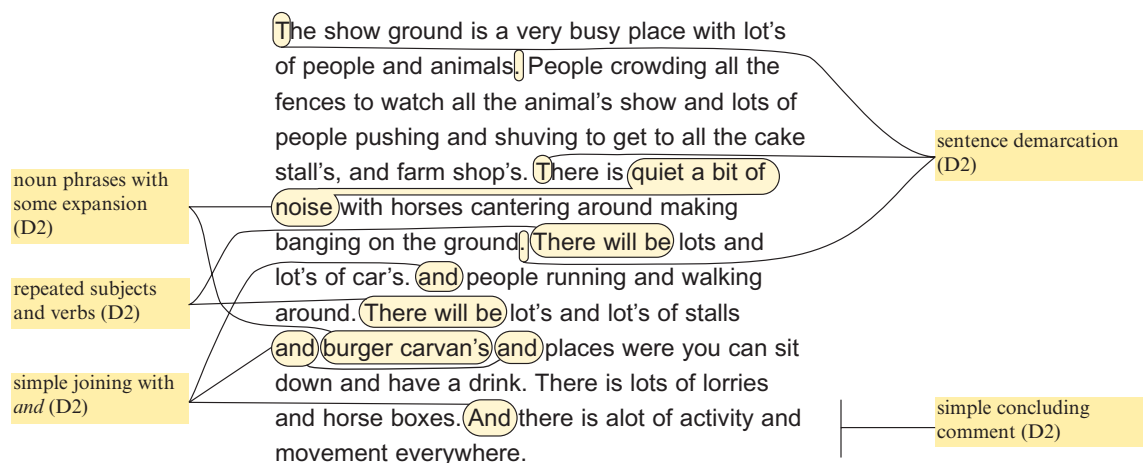 The show ground is a very busy place with lot's
of people and animals. People crowding all the
fences to watch all the animal's show and lots of
people pushing and shuving to get to all the cake
stall's, and farm shop's. There is quiet a bit of
noise with horses cantering around making
banging on the ground. There will be lots and
lot's of car's. and people running and walking
around. There will be lot's and lot's of stalls
and burger carvan's and places were you can sit
down and have a drink. There is lots of lorries
and horse boxes. And there is alot of activity and
movement everywhere.
noun phrases with
some expansion
(D2)
repeated subjects
and verbs (D2)
simple joining with
and (D2)
sentence demarcation
(D2)
simple concluding
comment (D2)